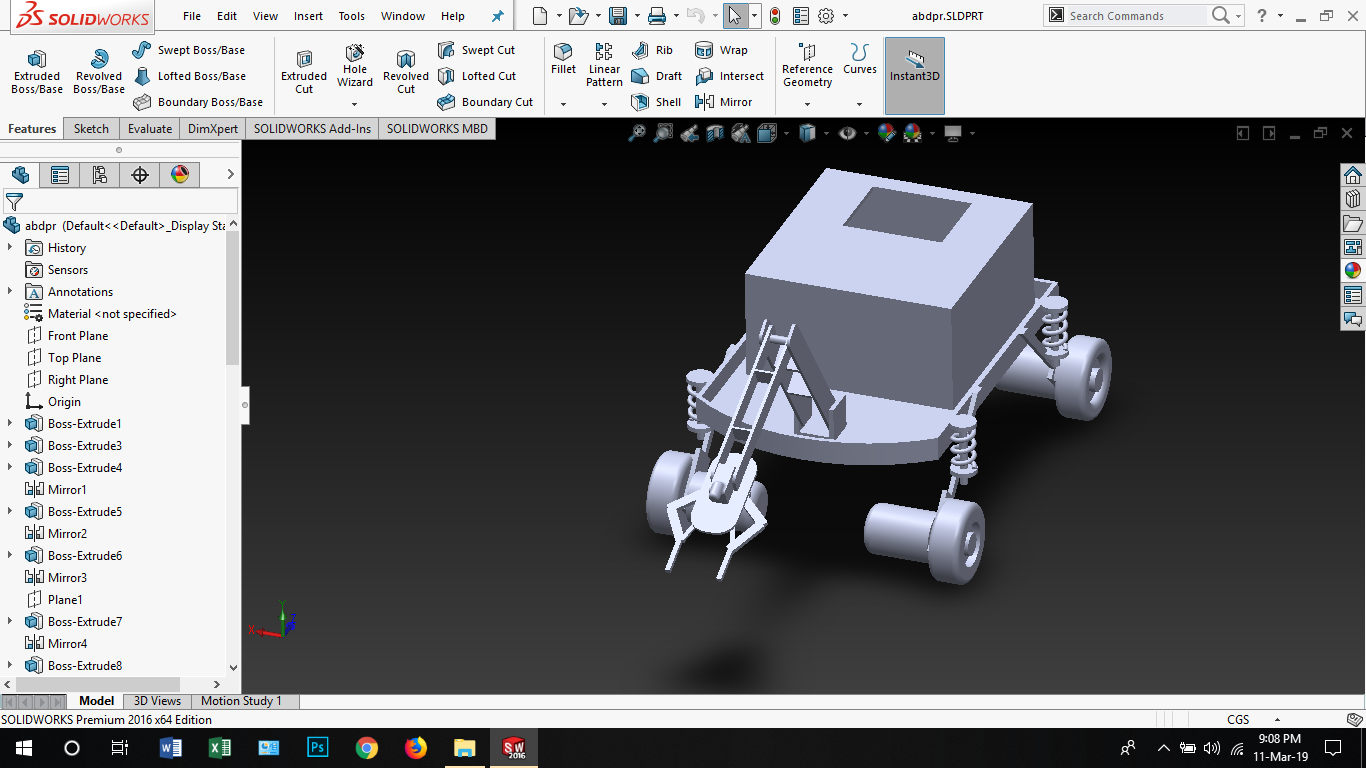 SOLIDWORKS File Edit View Insert Tools Window Help abdpr.SLDPRT Search Commands ?
Extruded Boss/Base
Revolved Boss/Base
Swept Boss/Base
Lofted Boss/Base
Boundary Boss/Base
Extruded Cut
Hole Wizard
Revolved Cut
Swept Cut
Lofted Cut
Boundary Cut
Fillet
Linear Pattern
Rib
Draft
Shell
Wrap
Intersect
Mirror
Reference Geometry
Curves
Instant3D
Features Sketch Evaluate DimXpert SOLIDWORKS Add-Ins SOLIDWORKS MBD
abdpr (Default<<Default>_Display Sta
History
Sensors
A Annotations
Material <not specified>
Front Plane
Top Plane
Right Plane
Origin
Boss-Extrude1
Boss-Extrude3
Boss-Extrude4
Mirror1
Boss-Extrude5
Mirror2
Boss-Extrude6
Mirror3
Plane1
Boss-Extrude7
Mirror4
Boss-Extrude8
Y
X
Z
Model 3D Views Motion Study 1
SOLIDWORKS Premium 2016 x64 Edition CGS
Ps SW 2016
9:08 PM
11-Mar-19